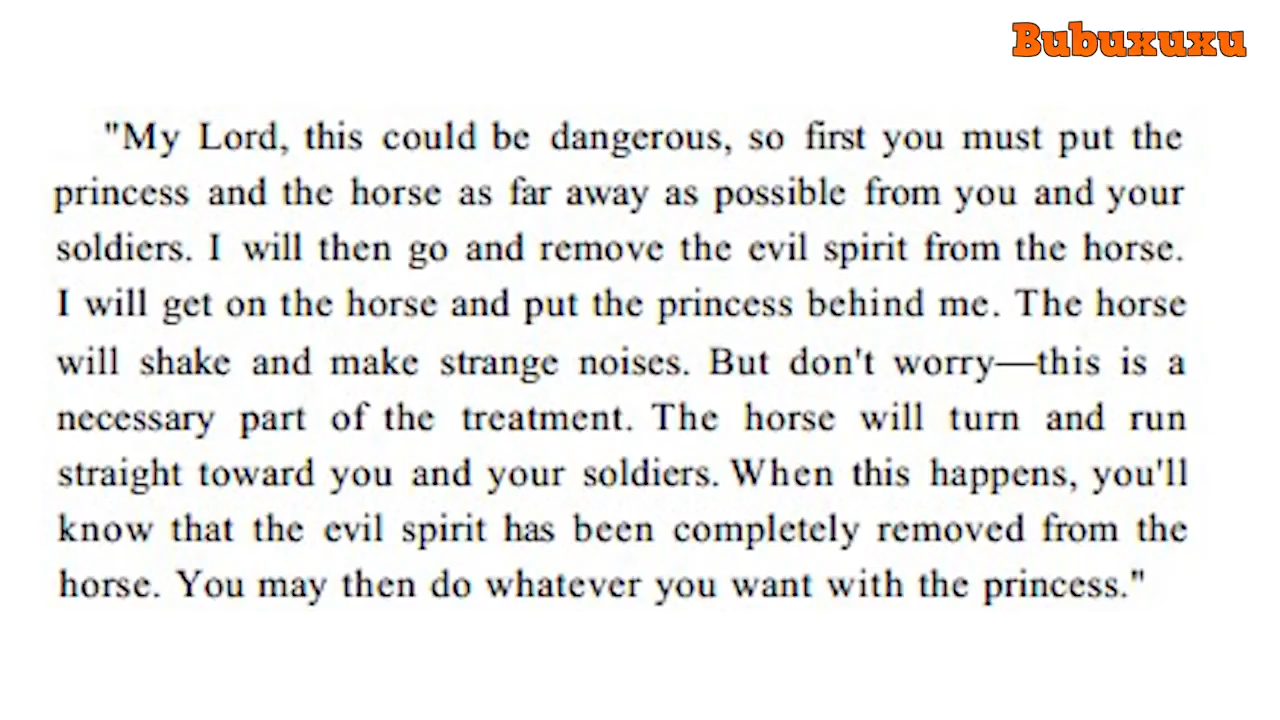 Bubuxuxu
"My Lord, this could be dangerous, so first you must put the
princess and the horse as far away as possible from you and your
soldiers. I will then go and remove the evil spirit from the horse.
I will get on the horse and put the princess behind me. The horse
will shake and make strange noises. But don't worry—this is a
necessary part of the treatment. The horse will turn and run
straight toward you and your soldiers. When this happens, you'll
know that the evil spirit has been completely removed from the
horse. You may then do whatever you want with the princess."